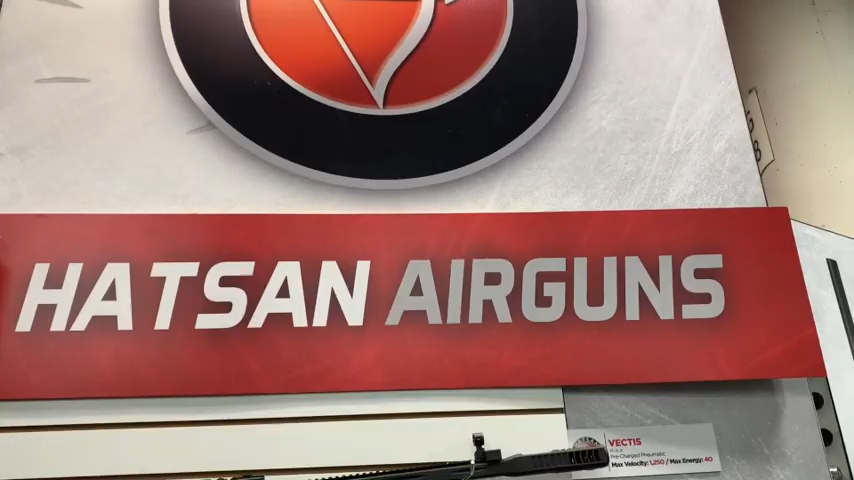 HATSAN AIRGUNS
VECTIS
Pre-Charged Pneumatic
Max Velocity: 1,250 / Max Energy: 40